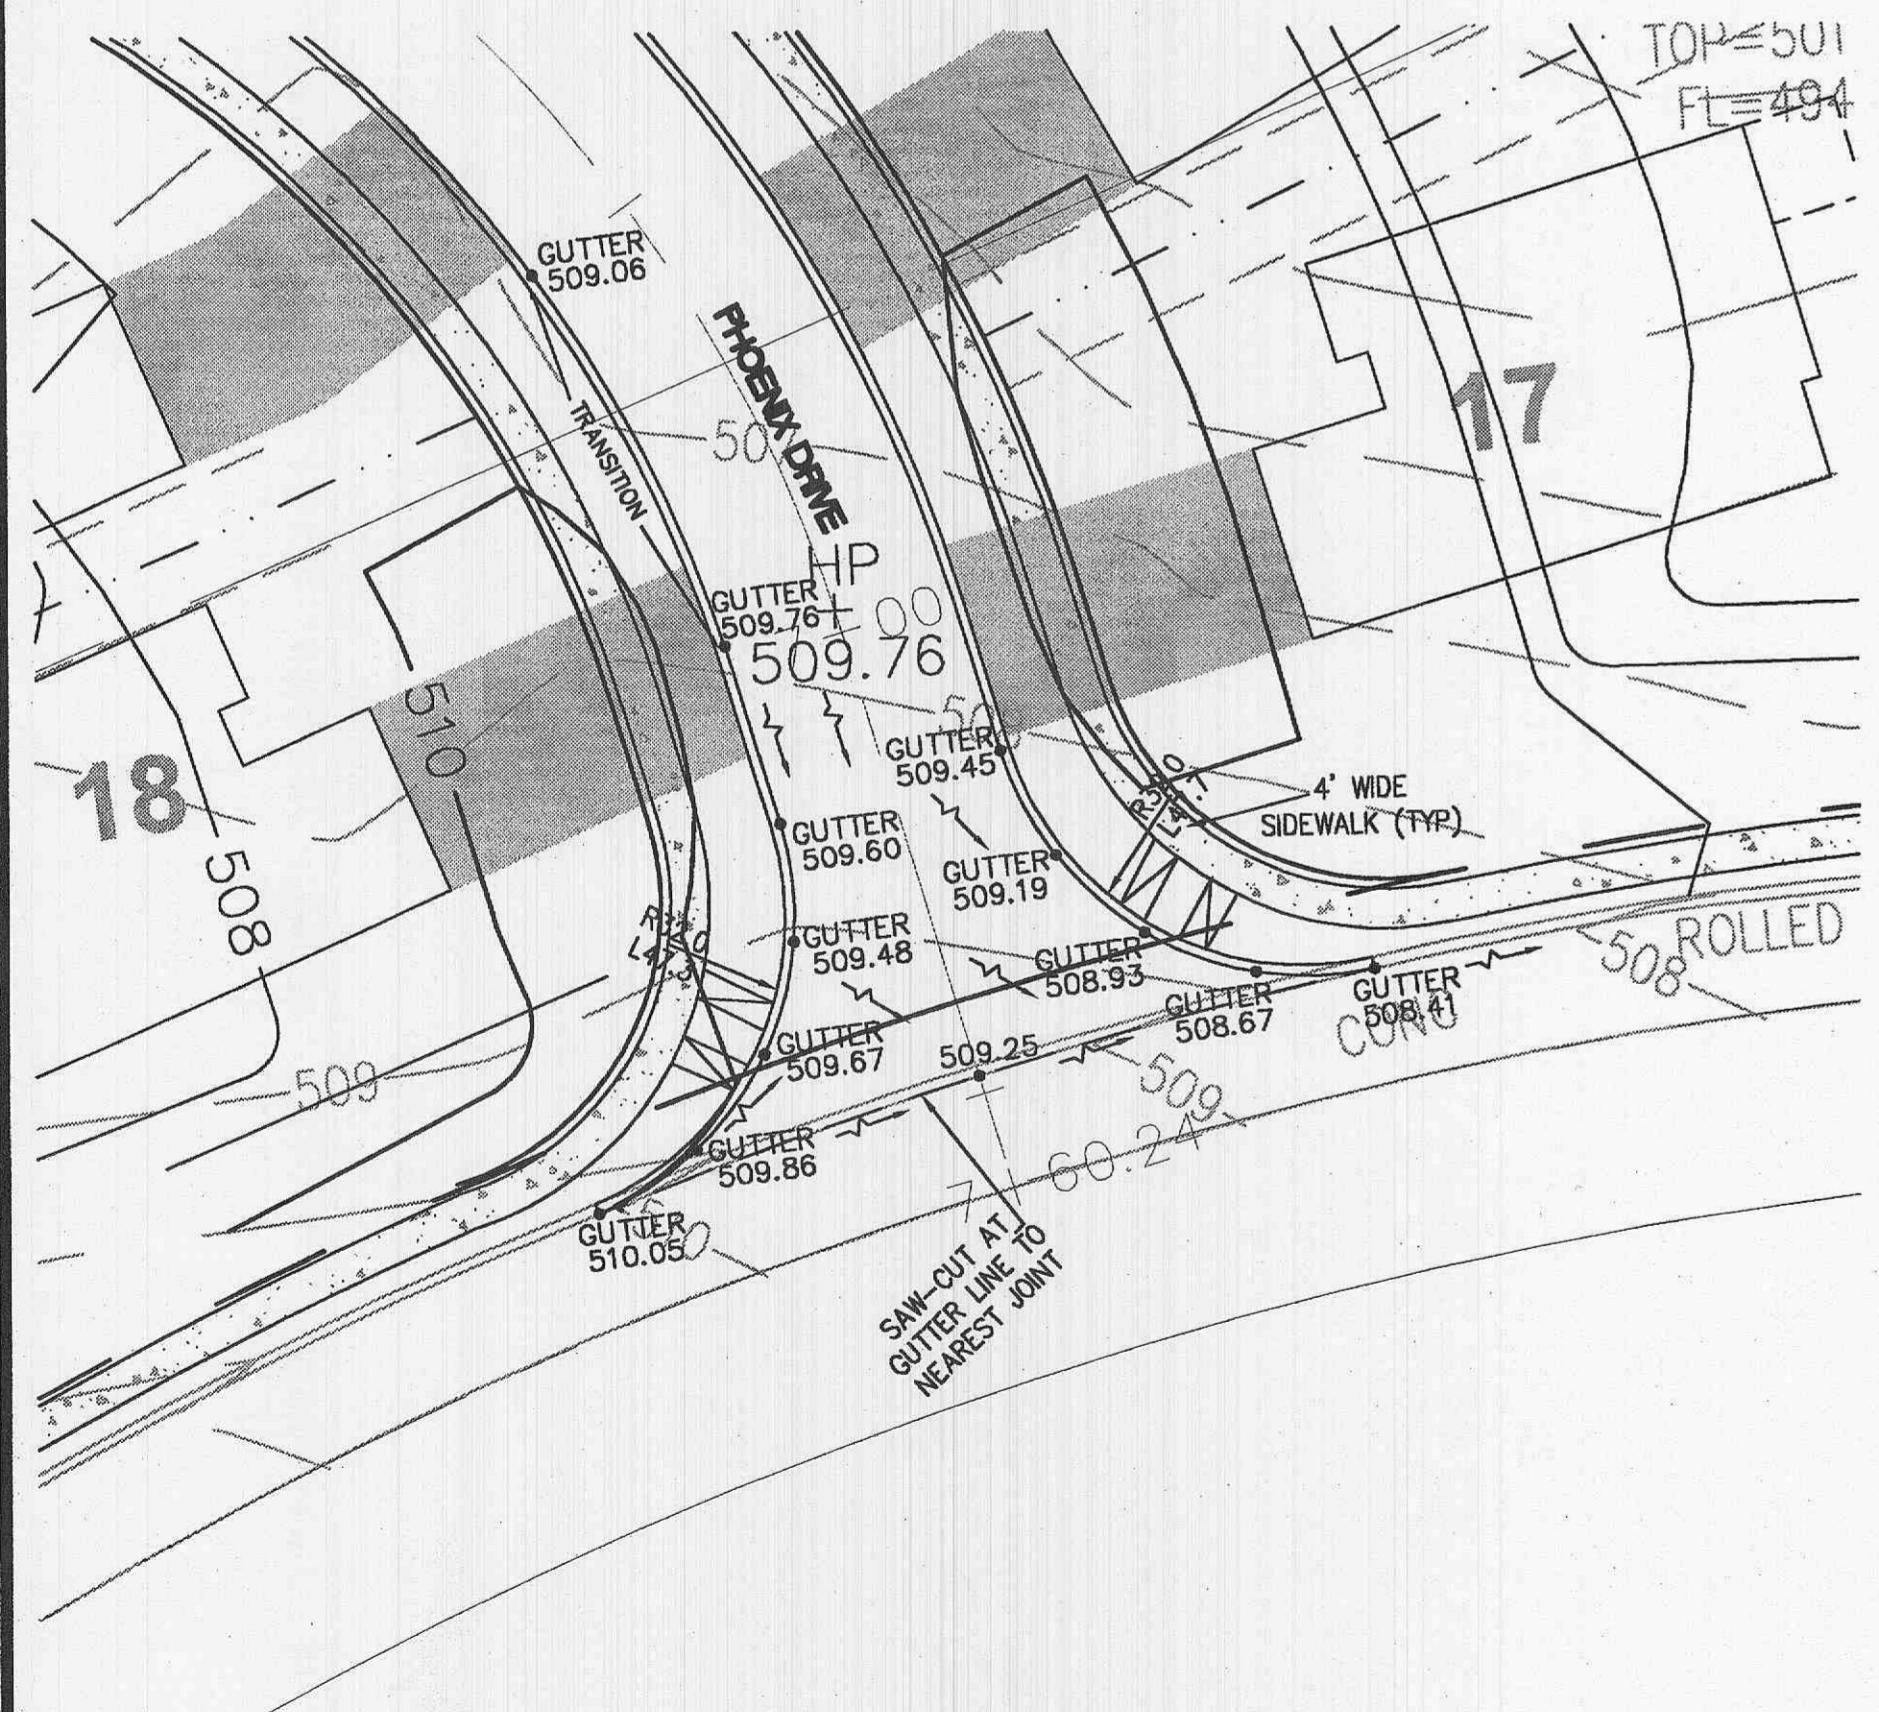 TOP=501
FL=494
GUTTER
509.06
PHOENIX DRIVE
TRANSITION
50
17
HP
GUTTER
509.76
+ 00
509.76
510
18
508
GUTTER
509.45
4' WIDE
SIDEWALK (TYP)
GUTTER
509.60
GUTTER
509.19
GUTTER
509.48
GUTTER
508.93
508
ROLLED
CONC
GUTTER
508.67
GUTTER
508.41
GUTTER
509.67
509.25
509
509
GUTTER
509.86
7
60.24
GUTTER
510.05
SAW-CUT AT
GUTTER LINE TO
NEAREST JOINT